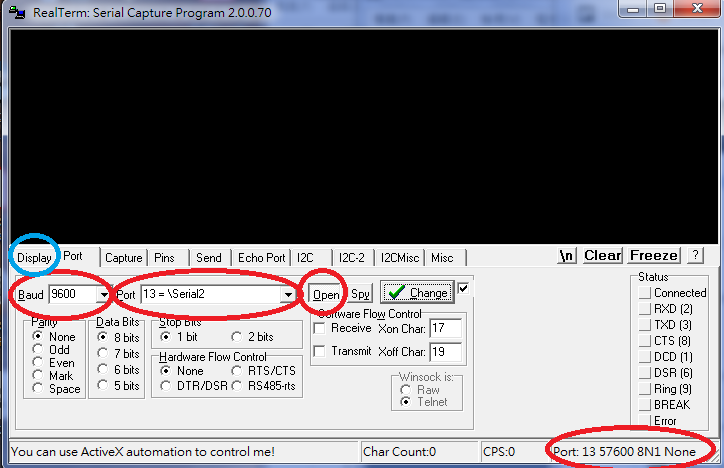 RealTerm: Serial Capture Program 2.0.0.70
Display Port Capture Pins Send Echo Port I2C I2C-2 I2CMisc Misc \n Clear Freeze ?
Baud 9600 Port 13 = \Serial2 Open Spy Change
Parity
None
Odd
Even
Mark
Space
Data Bits
8 bits
7 bits
6 bits
5 bits
Stop Bits
1 bit 2 bits
Hardware Flow Control
None RTS/CTS
DTR/DSR RS485-rts
Software Flow Control
Receive Xon Char: 17
Transmit Xoff Char: 19
Winsock is:
Raw
Telnet
Status
Connected
RXD (2)
TXD (3)
CTS (8)
DCD (1)
DSR (6)
Ring (9)
BREAK
Error
You can use ActiveX automation to control me! Char Count:0 CPS:0 Port: 13 57600 8N1 None